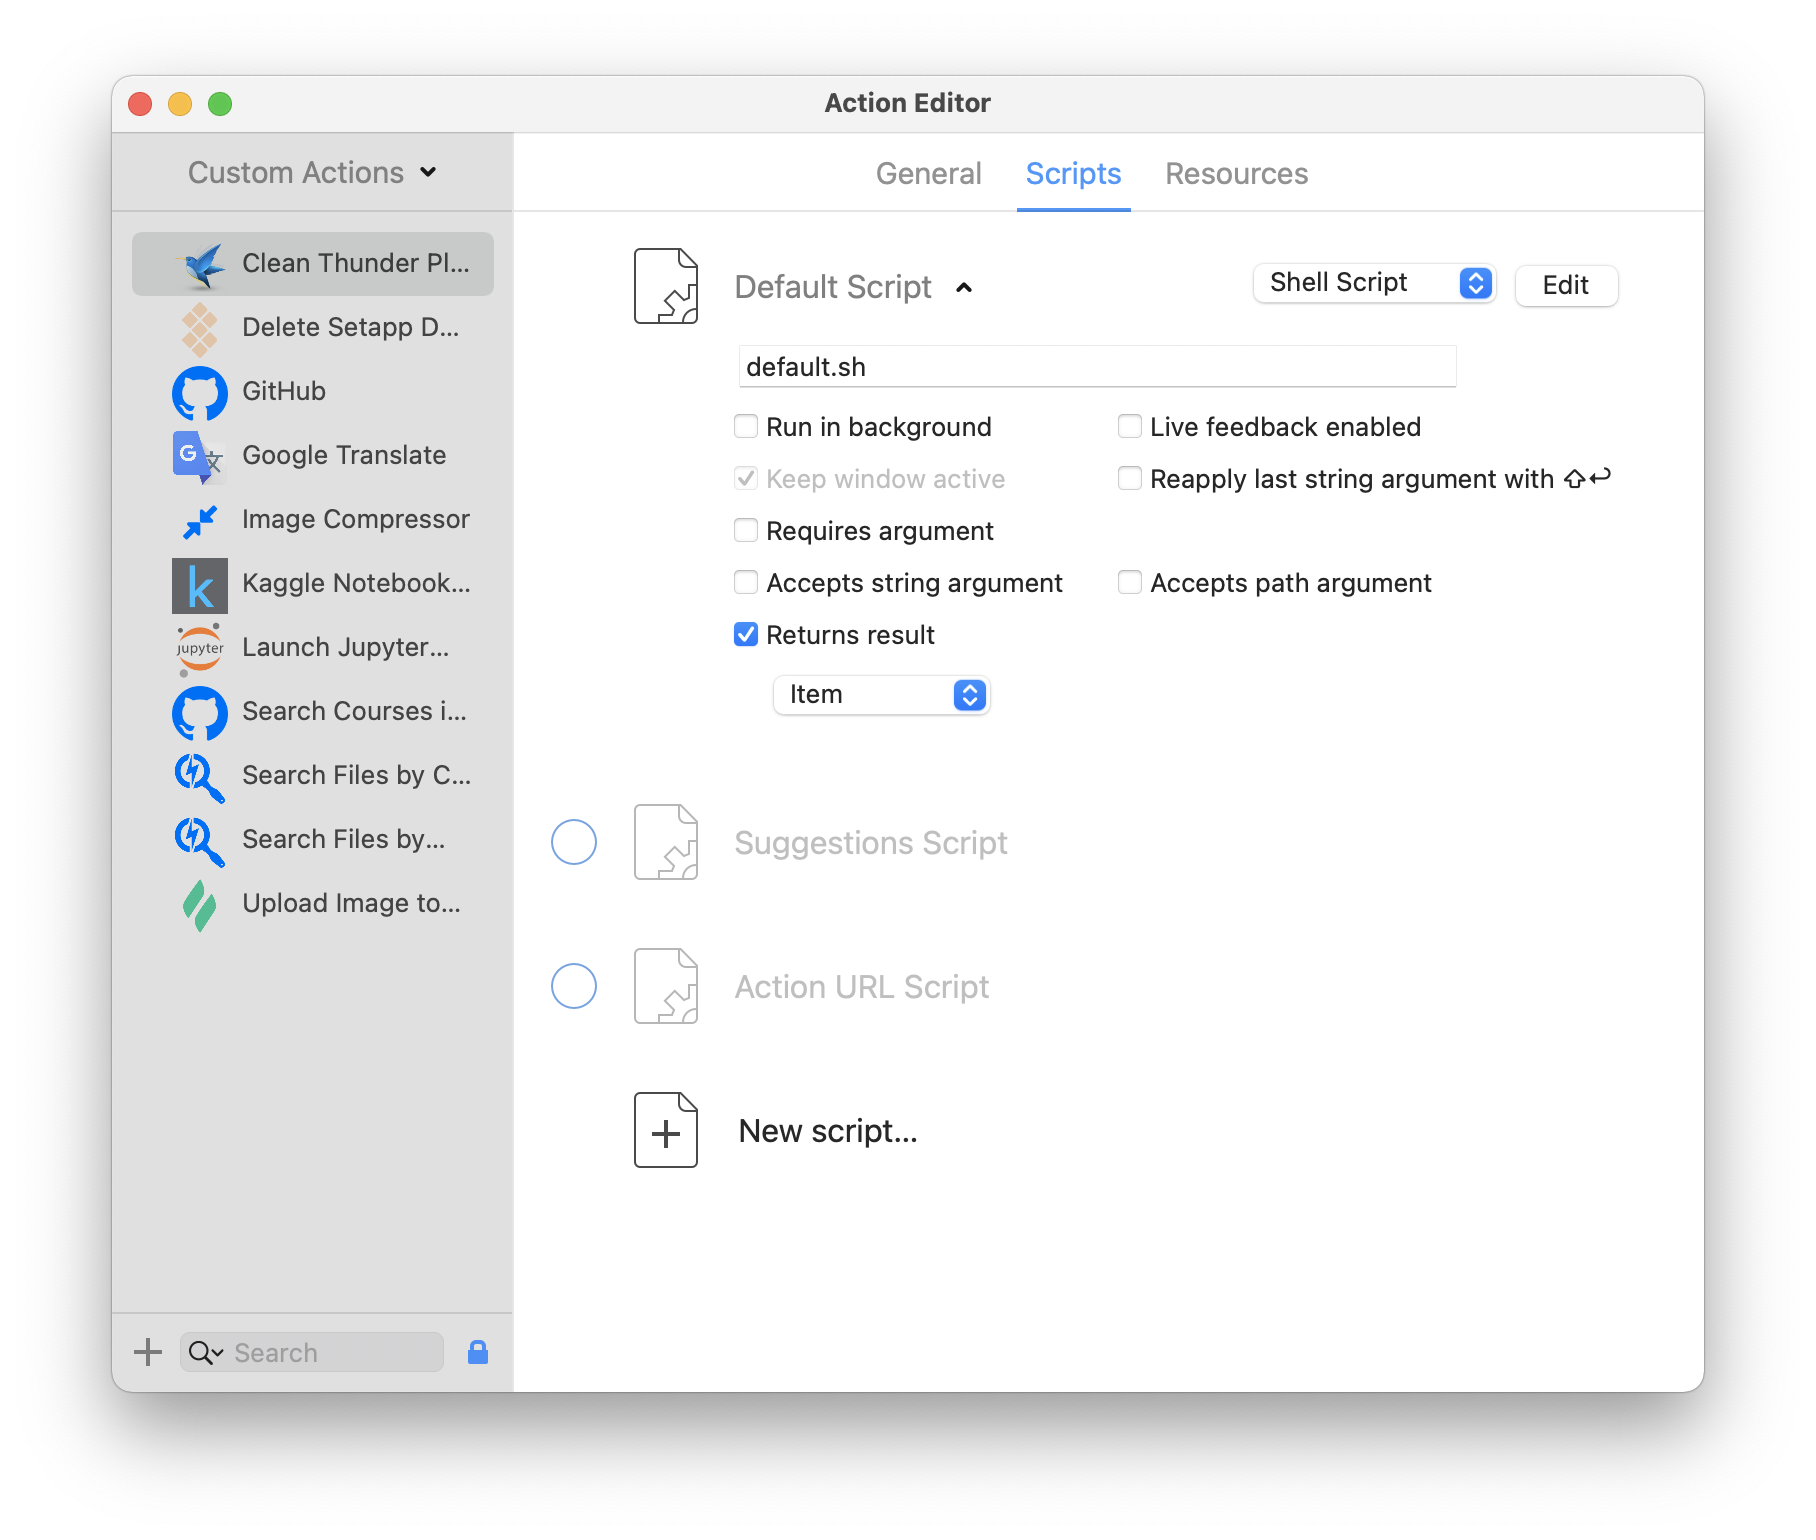 Action Editor
Custom Actions
General Scripts Resources
Clean Thunder Pl...
Delete Setapp D...
GitHub
Google Translate
Image Compressor
Kaggle Notebook...
jupyter Launch Jupyter...
Search Courses i...
Search Files by C...
Search Files by...
Upload Image to...
Search
Default Script
Shell Script
Edit
default.sh
Run in background
Live feedback enabled
Keep window active
Reapply last string argument with ⇧↩
Requires argument
Accepts string argument
Accepts path argument
Returns result
Item
Suggestions Script
Action URL Script
New script...